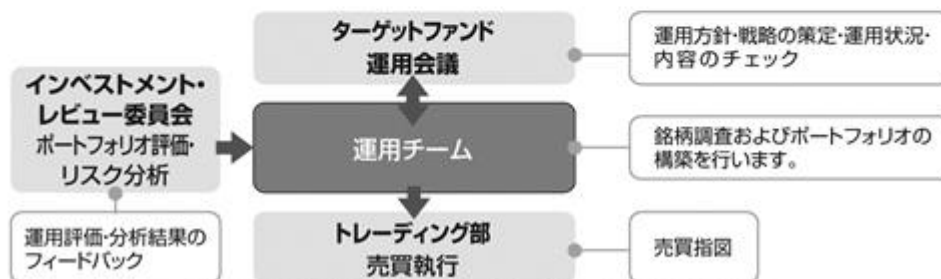 ターゲットファンド
運用会議
運用方針・戦略の策定・運用状況・
内容のチェック
インベストメント・
レビュー委員会
ポートフォリオ評価・
リスク分析
運用チーム
銘柄調査およびポートフォリオの
構築を行います。
運用評価・分析結果の
フィードバック
トレーディング部
売買執行
売買指図